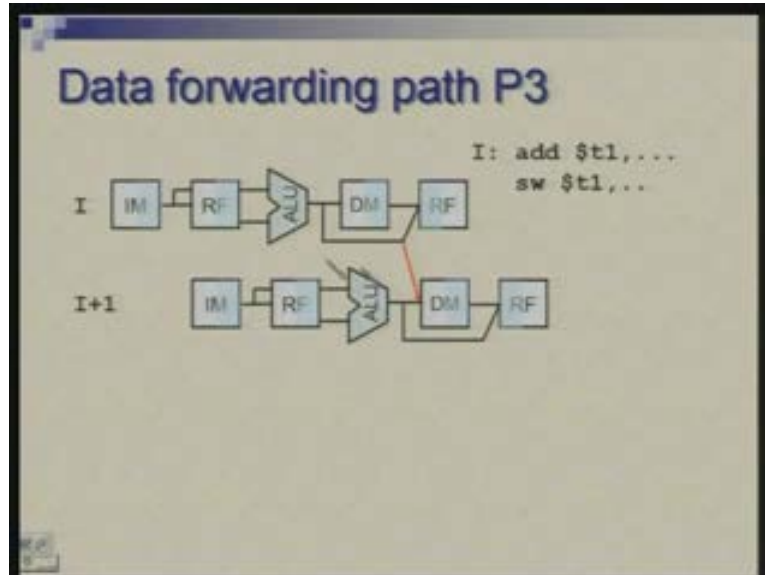 Data forwarding path P3
I: add $t1,...
sw $t1,..
I IM RF ALU DM RF
I+1 IM RF ALU DM RF